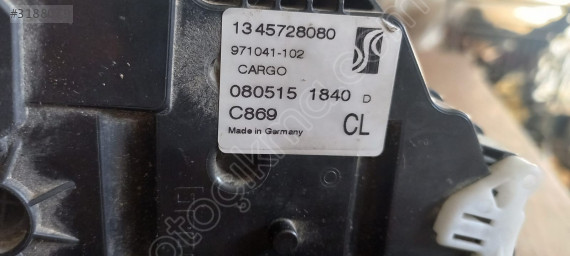 #3188
1345728080
971041-102
CARGO
080515 1840 D
C869
CL
Made in Germany